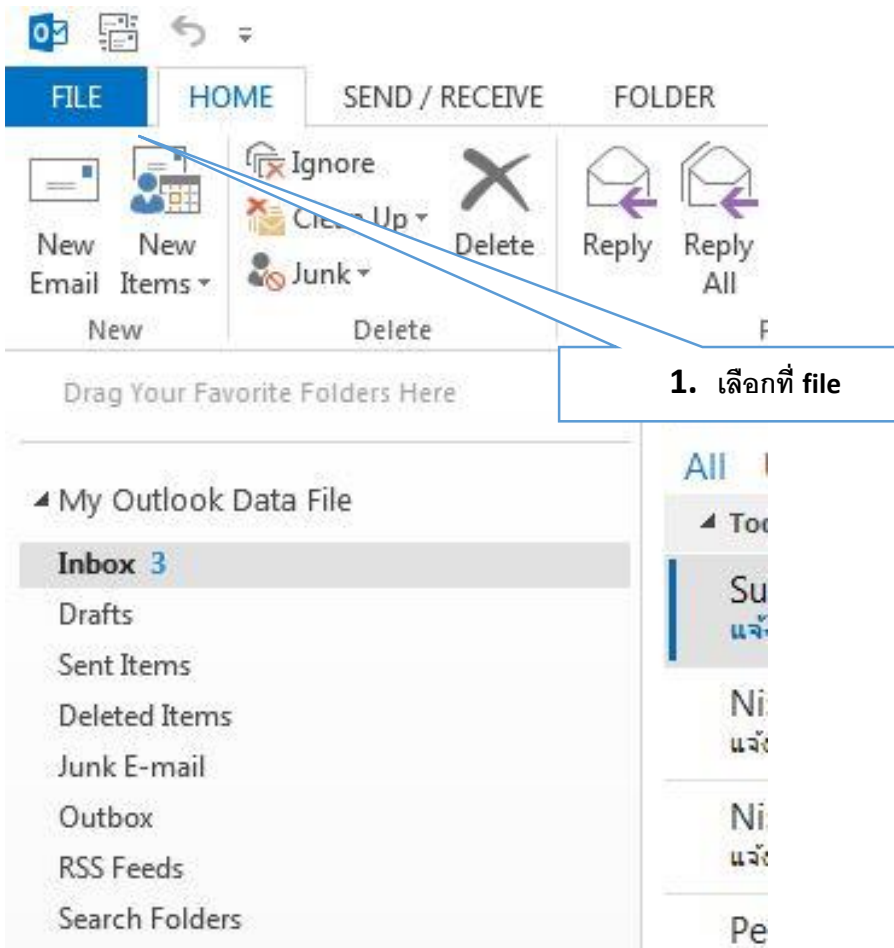 FILE HOME SEND / RECEIVE FOLDER
New Email
New Items
Ignore
Clean Up
Junk
Delete
Reply
Reply All
New
Delete
1. เลือกที่ file
Drag Your Favorite Folders Here
All
My Outlook Data File
Inbox 3
Drafts
Sent Items
Deleted Items
Junk E-mail
Outbox
RSS Feeds
Search Folders